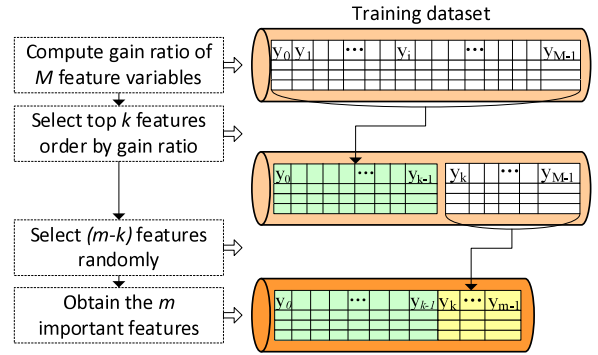 Training dataset
Compute gain ratio of
M feature variables
y0 y1 ... yi ... yM-1
Select top k features
order by gain ratio
y0 ... yk-1 yk ... yM-1
Select (m-k) features
randomly
Obtain the m
important features
y0 ... yk-1 yk ... ym-1